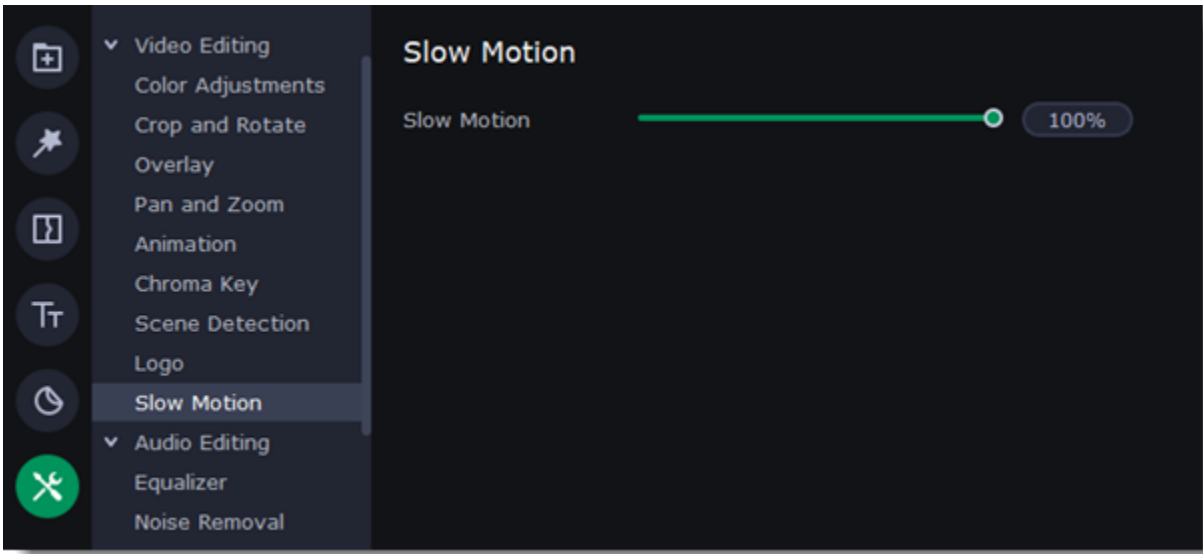 Video Editing
Color Adjustments
Crop and Rotate
Overlay
Pan and Zoom
Animation
Chroma Key
Scene Detection
Logo
Slow Motion
Audio Editing
Equalizer
Noise Removal
Slow Motion
Slow Motion 100%
Tт